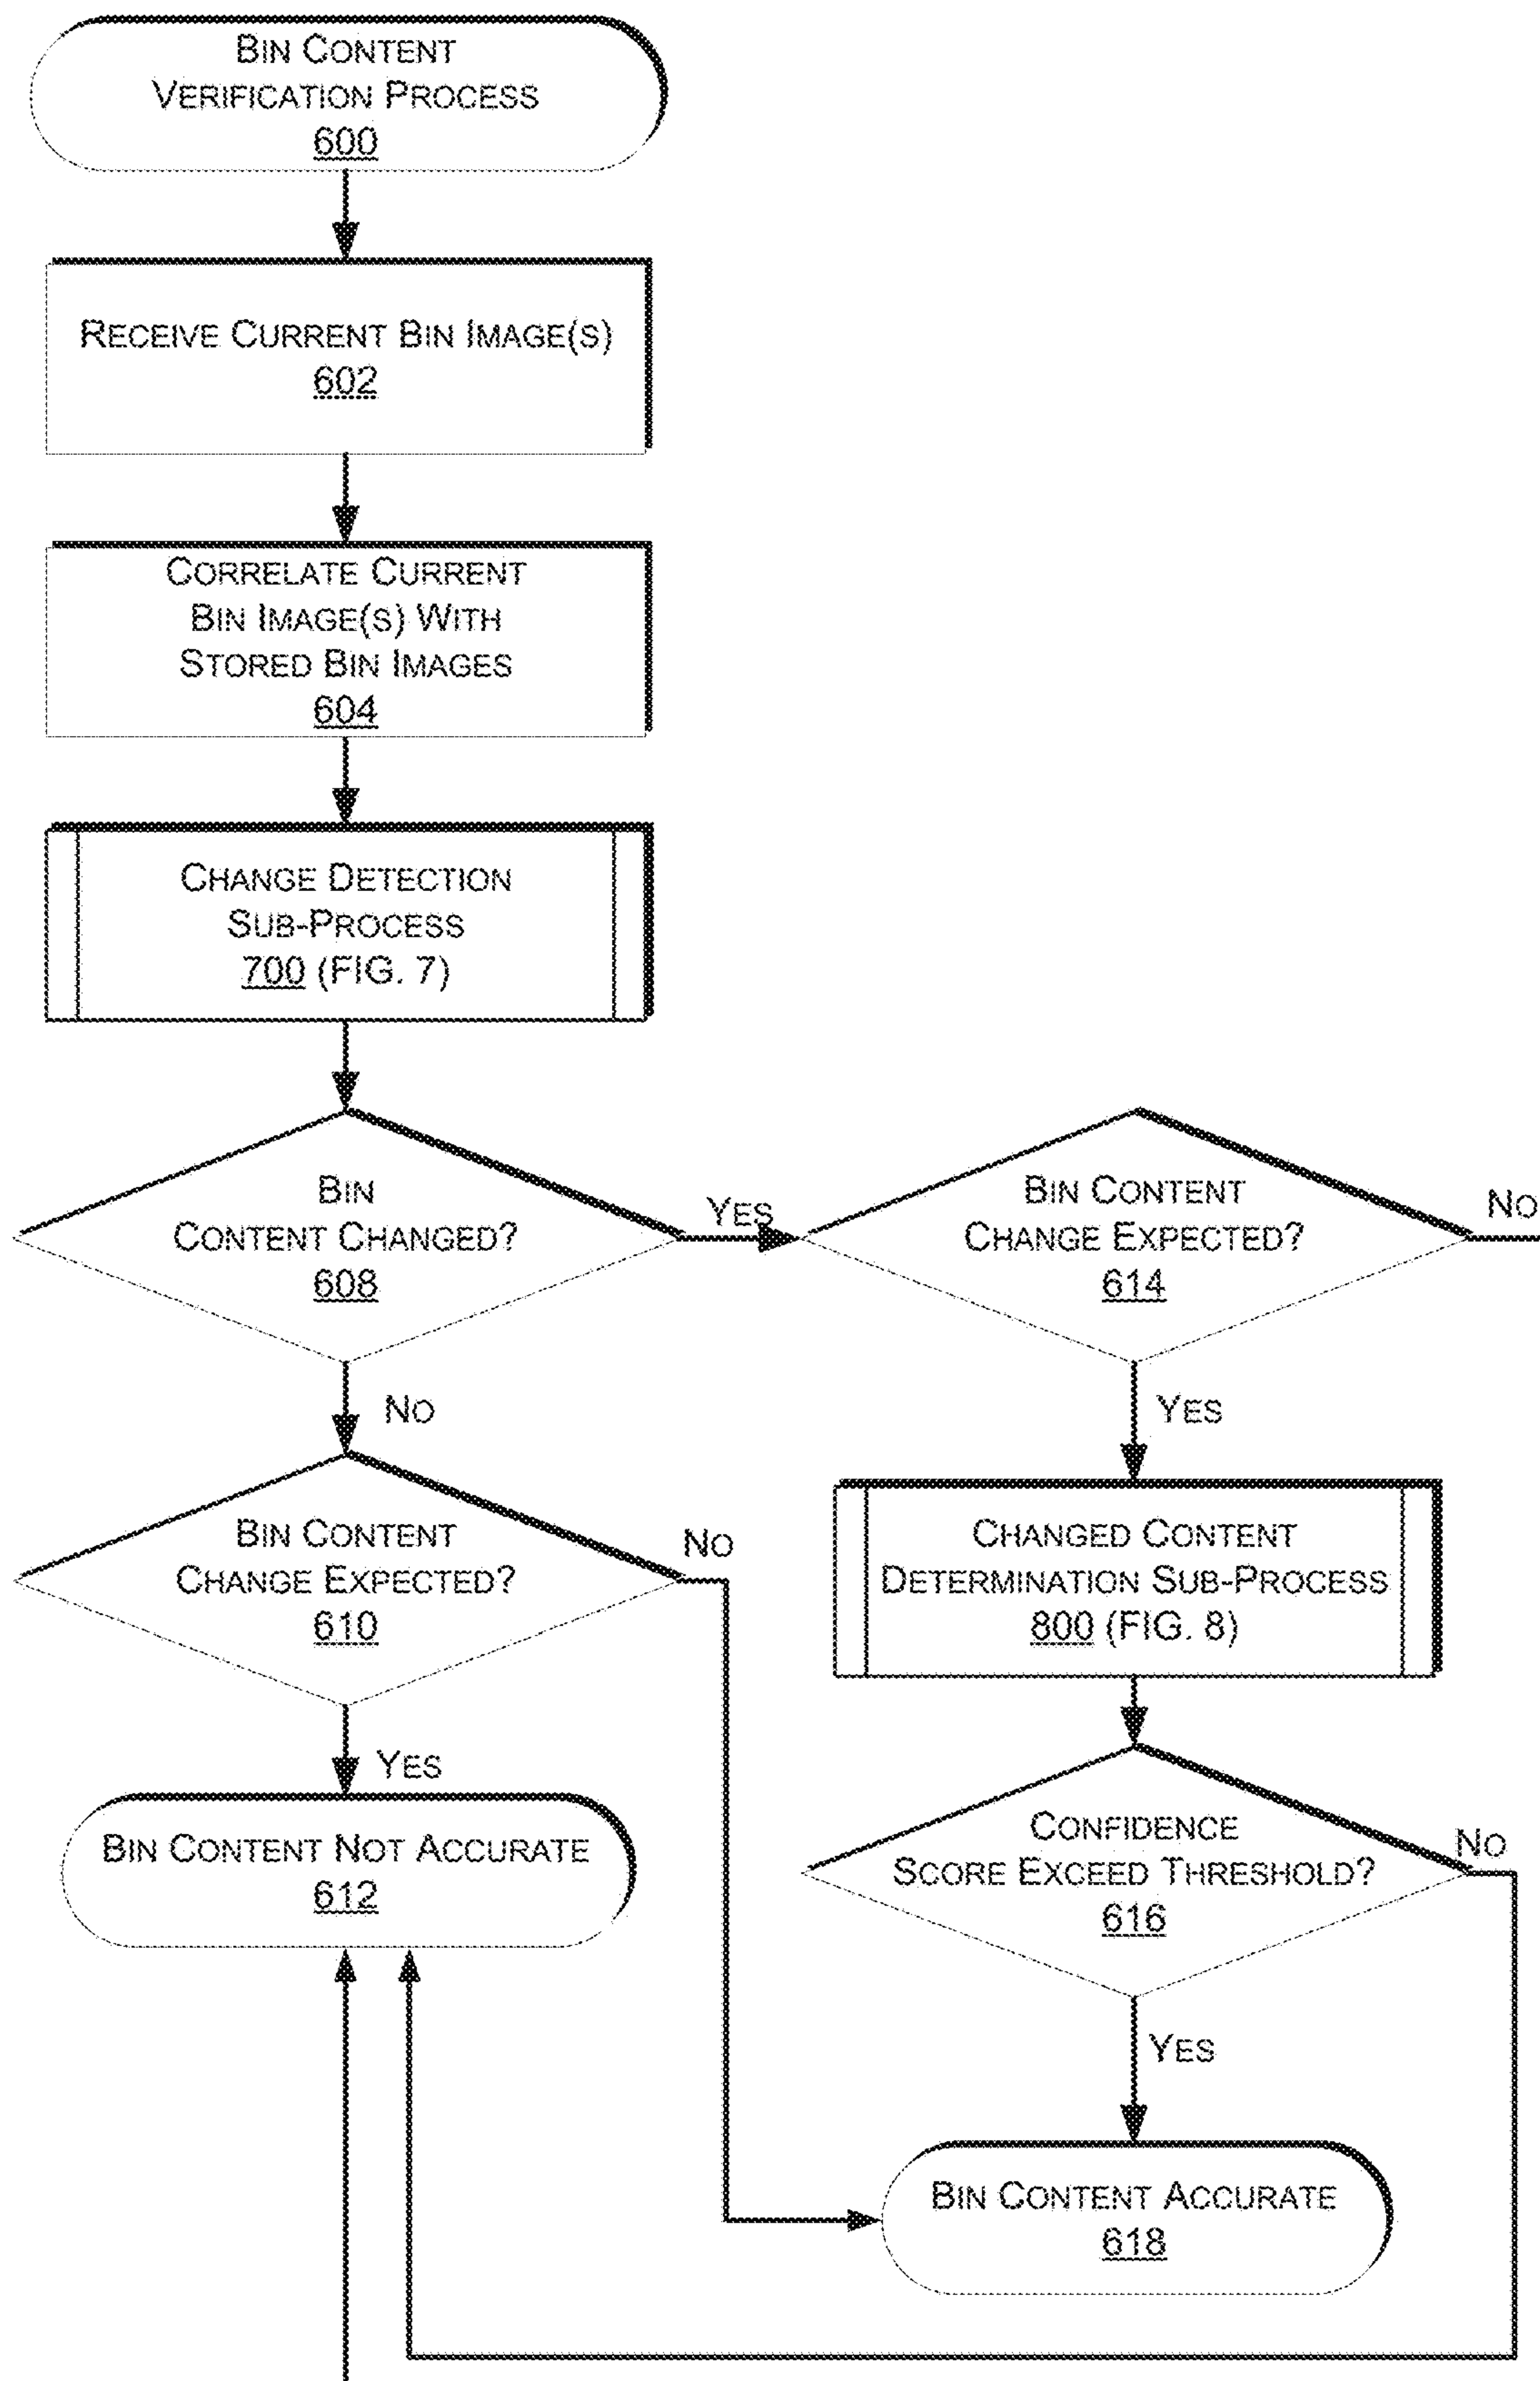 BIN CONTENT
VERIFICATION PROCESS
600
RECEIVE CURRENT BIN IMAGE(S)
602
CORRELATE CURRENT
BIN IMAGE(S) WITH
STORED BIN IMAGES
604
CHANGE DETECTION
SUB-PROCESS
700 (FIG. 7)
BIN
CONTENT CHANGED?
608
YES
BIN CONTENT
CHANGE EXPECTED?
614
NO
NO
YES
BIN CONTENT
CHANGE EXPECTED?
610
NO
CHANGED CONTENT
DETERMINATION SUB-PROCESS
800 (FIG. 8)
YES
BIN CONTENT NOT ACCURATE
612
CONFIDENCE
SCORE EXCEED THRESHOLD?
616
NO
YES
BIN CONTENT ACCURATE
618